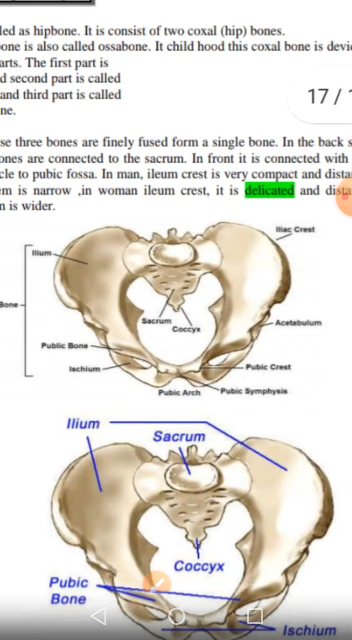 led as hipbone. It is consist of two coxal (hip) bones.
one is also called ossabone. It child hood this coxal bone is devi
arts. The first part is
d second part is called
and third part is called
ne.
17 /
se three bones are finely fused form a single bone. In the back s
ones are connected to the sacrum. In front it is connected with
cle to pubic fossa. In man, ileum crest is very compact and dista
em is narrow ,in woman ileum crest, it is delicated and dista
n is wider.
Iliac Crest
Ilium
Bone
Sacrum
Coccyx
Acetabulum
Public Bone
Ischium
Pubic Crest
Pubic Arch
Pubic Symphysis
Ilium
Sacrum
Coccyx
Pubic
Bone
Ischium